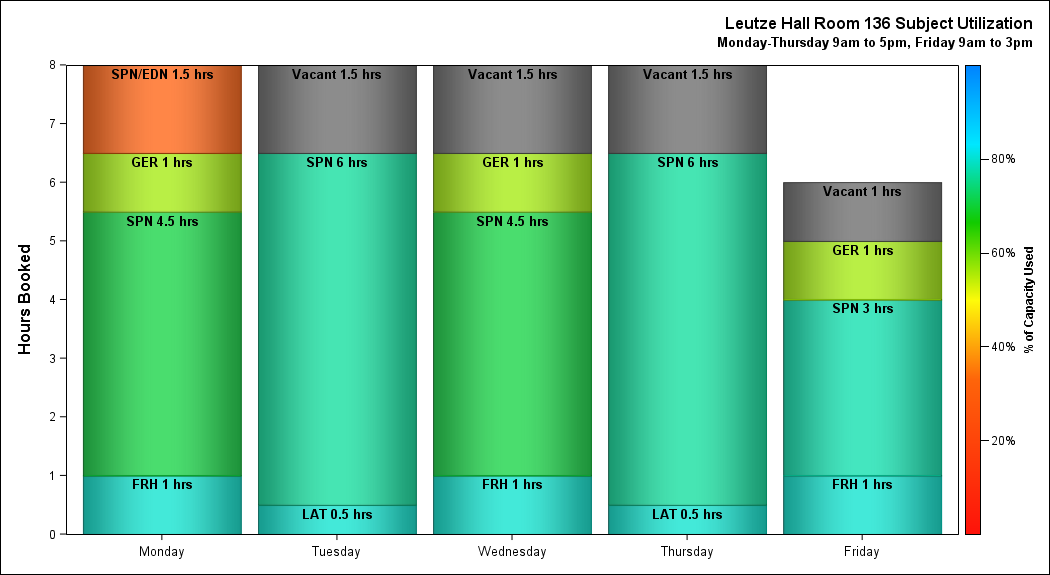 Leutze Hall Room 136 Subject Utilization
Monday-Thursday 9am to 5pm, Friday 9am to 3pm
Hours Booked
8
7
6
5
4
3
2
1
0
SPN/EDN 1.5 hrs
GER 1 hrs
SPN 4.5 hrs
FRH 1 hrs
Vacant 1.5 hrs
SPN 6 hrs
LAT 0.5 hrs
Vacant 1.5 hrs
GER 1 hrs
SPN 4.5 hrs
FRH 1 hrs
Vacant 1.5 hrs
SPN 6 hrs
LAT 0.5 hrs
Vacant 1 hrs
GER 1 hrs
SPN 3 hrs
FRH 1 hrs
Monday
Tuesday
Wednesday
Thursday
Friday
80%
60%
40%
20%
% of Capacity Used